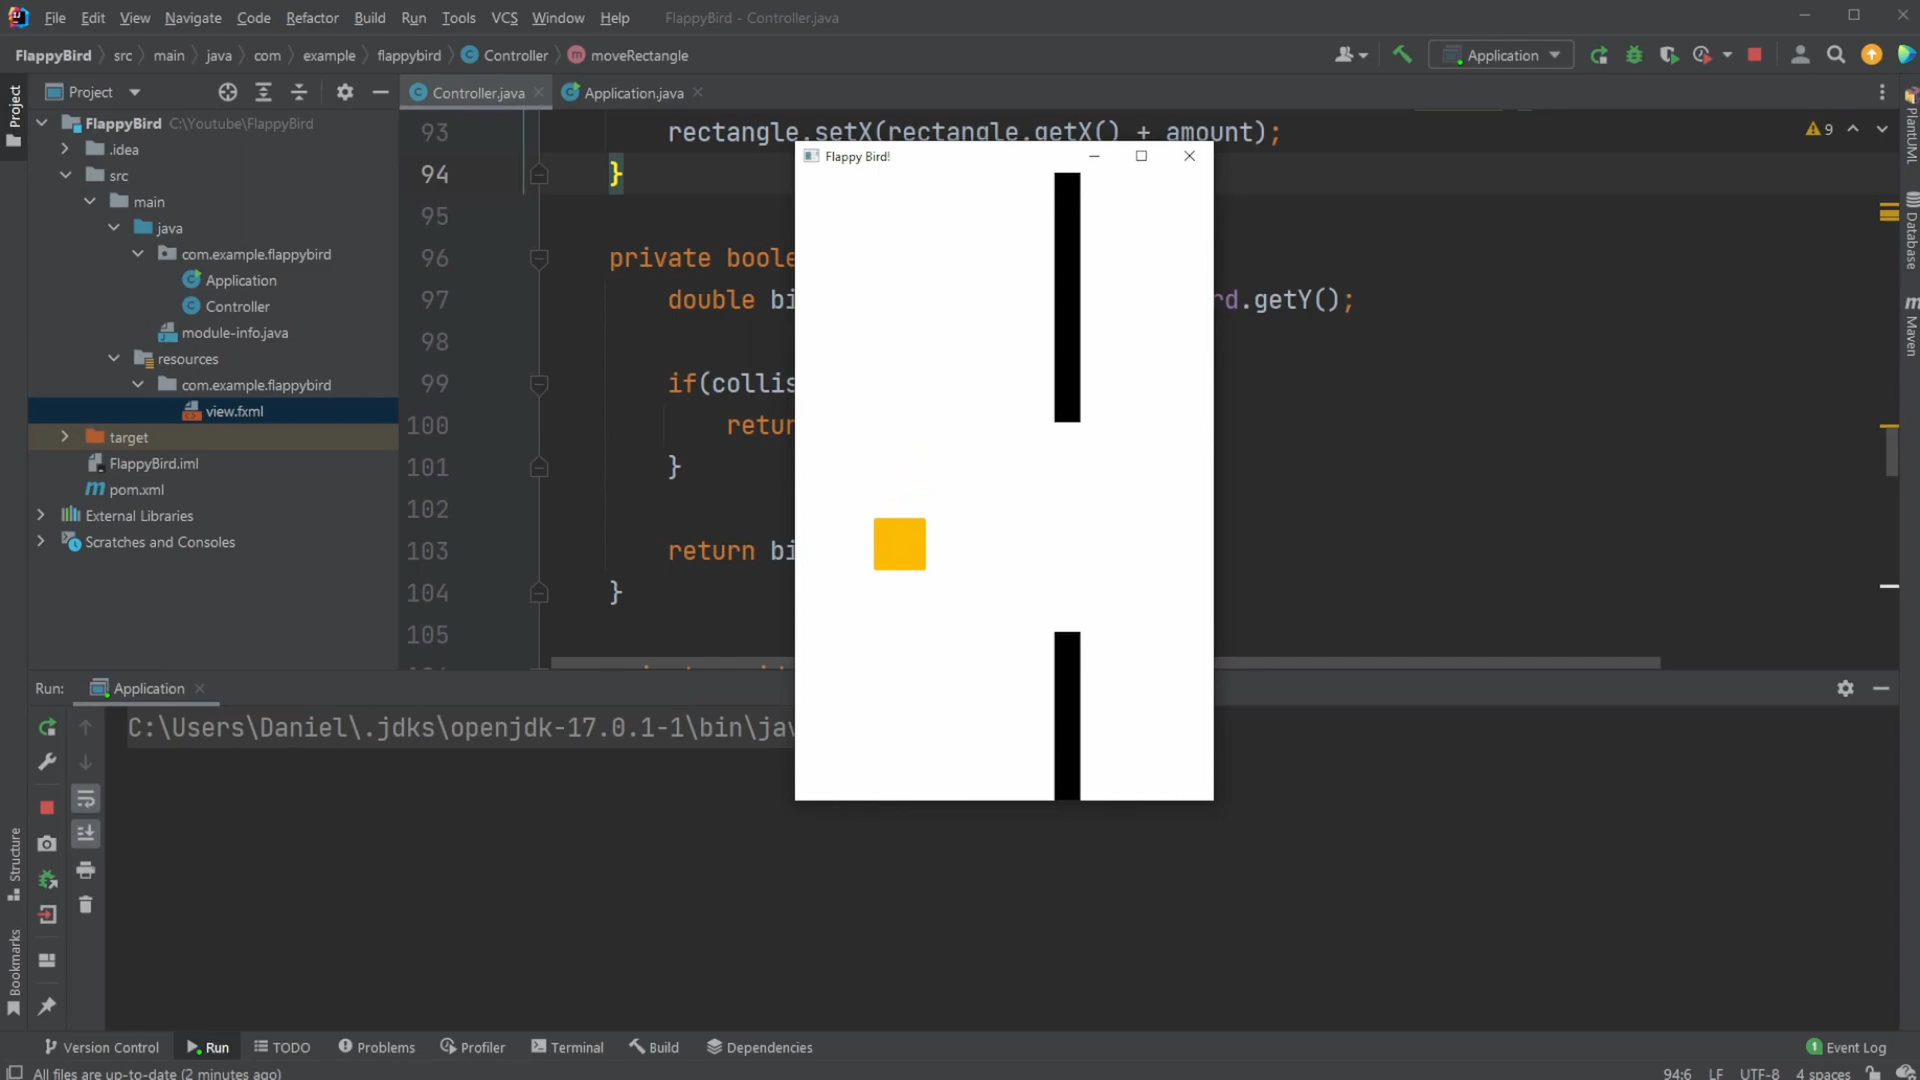 File Edit View Navigate Code Refactor Build Run Tools VCS Window Help FlappyBird - Controller.java
FlappyBird src main java com example flappybird Controller moveRectangle Application
Project
Controller.java
Application.java
FlappyBird C:\Youtube\FlappyBird
.idea
src
main
java
com.example.flappybird
Application
Controller
module-info.java
resources
com.example.flappybird
view.fxml
target
FlappyBird.iml
pom.xml
External Libraries
Scratches and Consoles
93 rectangle.setX(rectangle.getX() + amount);
94 }
95
96 private boole
97 double bi rd.getY();
98
99 if(collis
100 retur
101 }
102
103 return bi
104 }
105
9
Flappy Bird!
Project
Structure
Bookmarks
PlantUML
Database
Maven
Run: Application
C:\Users\Daniel\.jdks\openjdk-17.0.1-1\bin\jav
Version Control Run TODO Problems Profiler Terminal Build Dependencies 1 Event Log
All files are up-to-date (2 minutes ago) 94:6 LF UTF-8 4 spaces